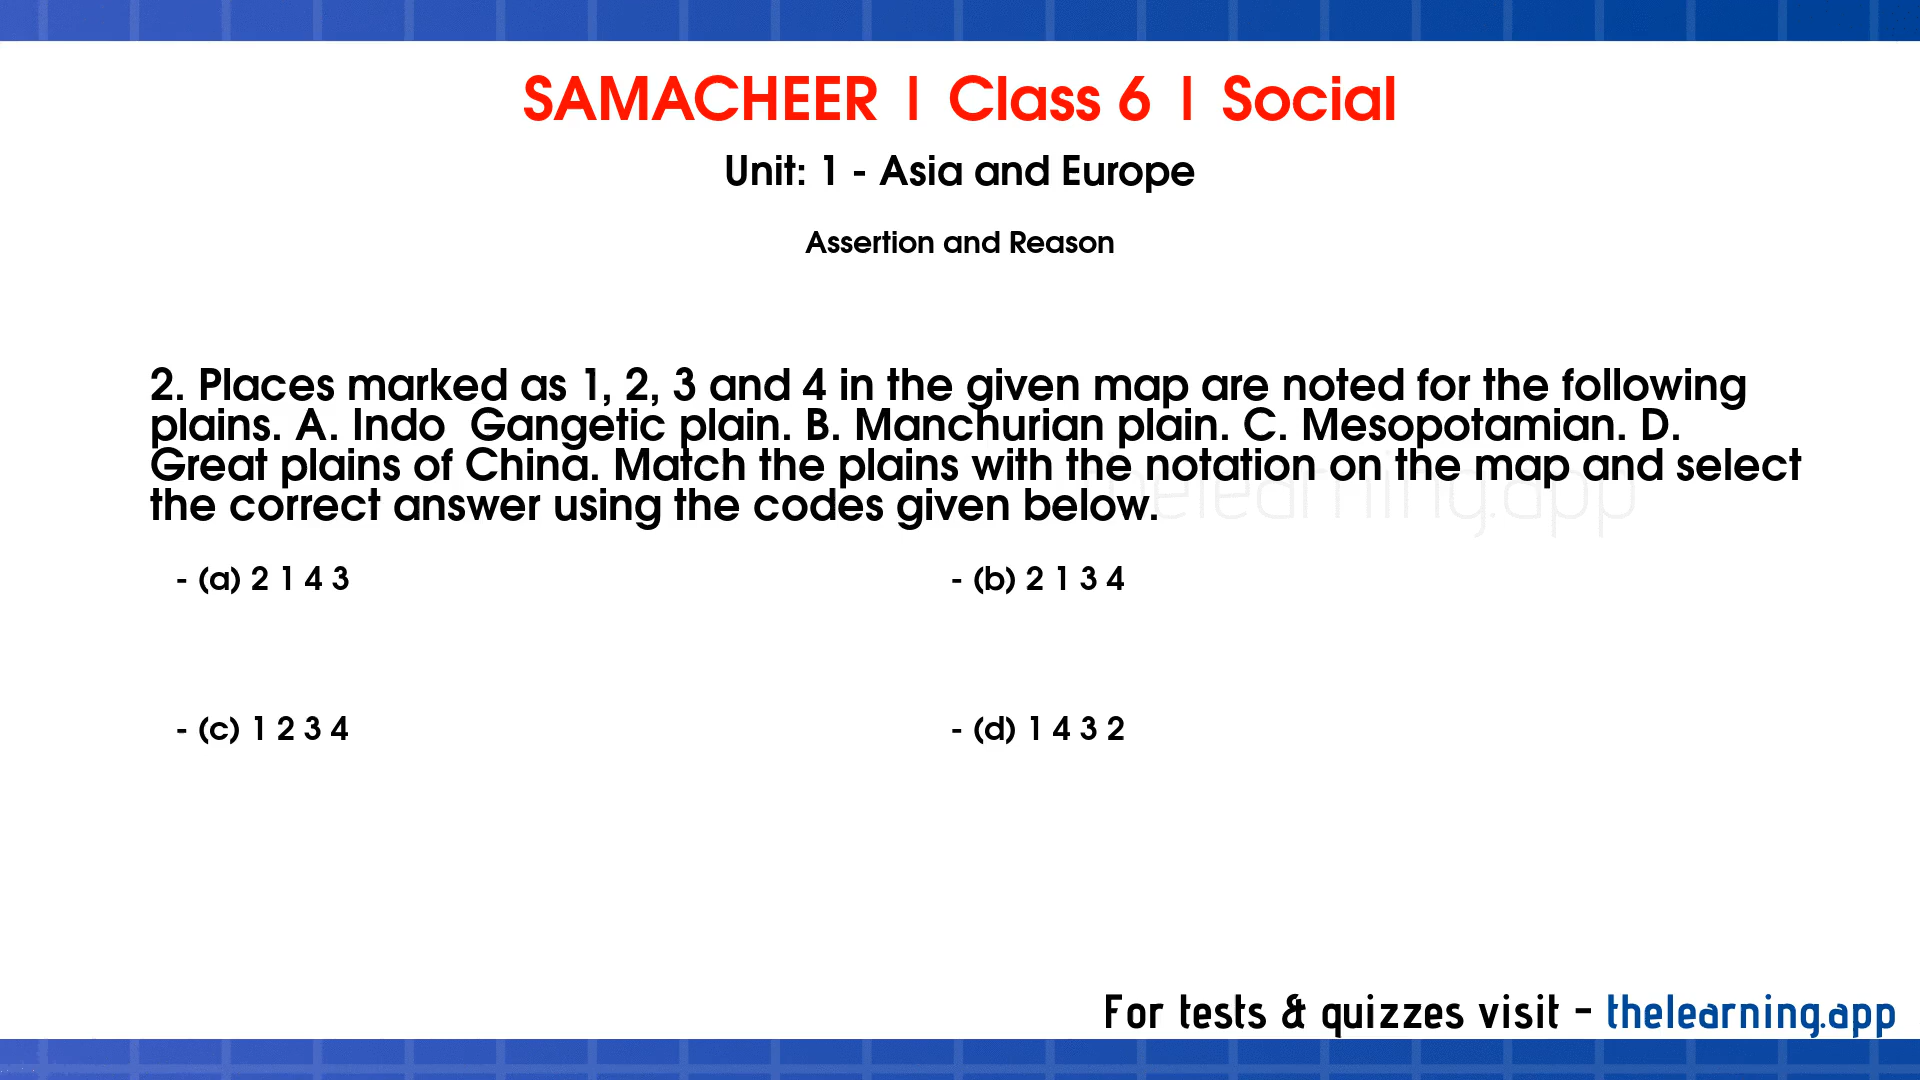 SAMACHEER | Class 6 | Social
Unit: 1 - Asia and Europe
Assertion and Reason
2. Places marked as 1, 2, 3 and 4 in the given map are noted for the following
plains. A. Indo  Gangetic plain. B. Manchurian plain. C. Mesopotamian. D.
Great plains of China. Match the plains with the notation on the map and select
the correct answer using the codes given below.
thelearning.app
- (a) 2 1 4 3
- (b) 2 1 3 4
- (c) 1 2 3 4
- (d) 1 4 3 2
For tests & quizzes visit - thelearning.app